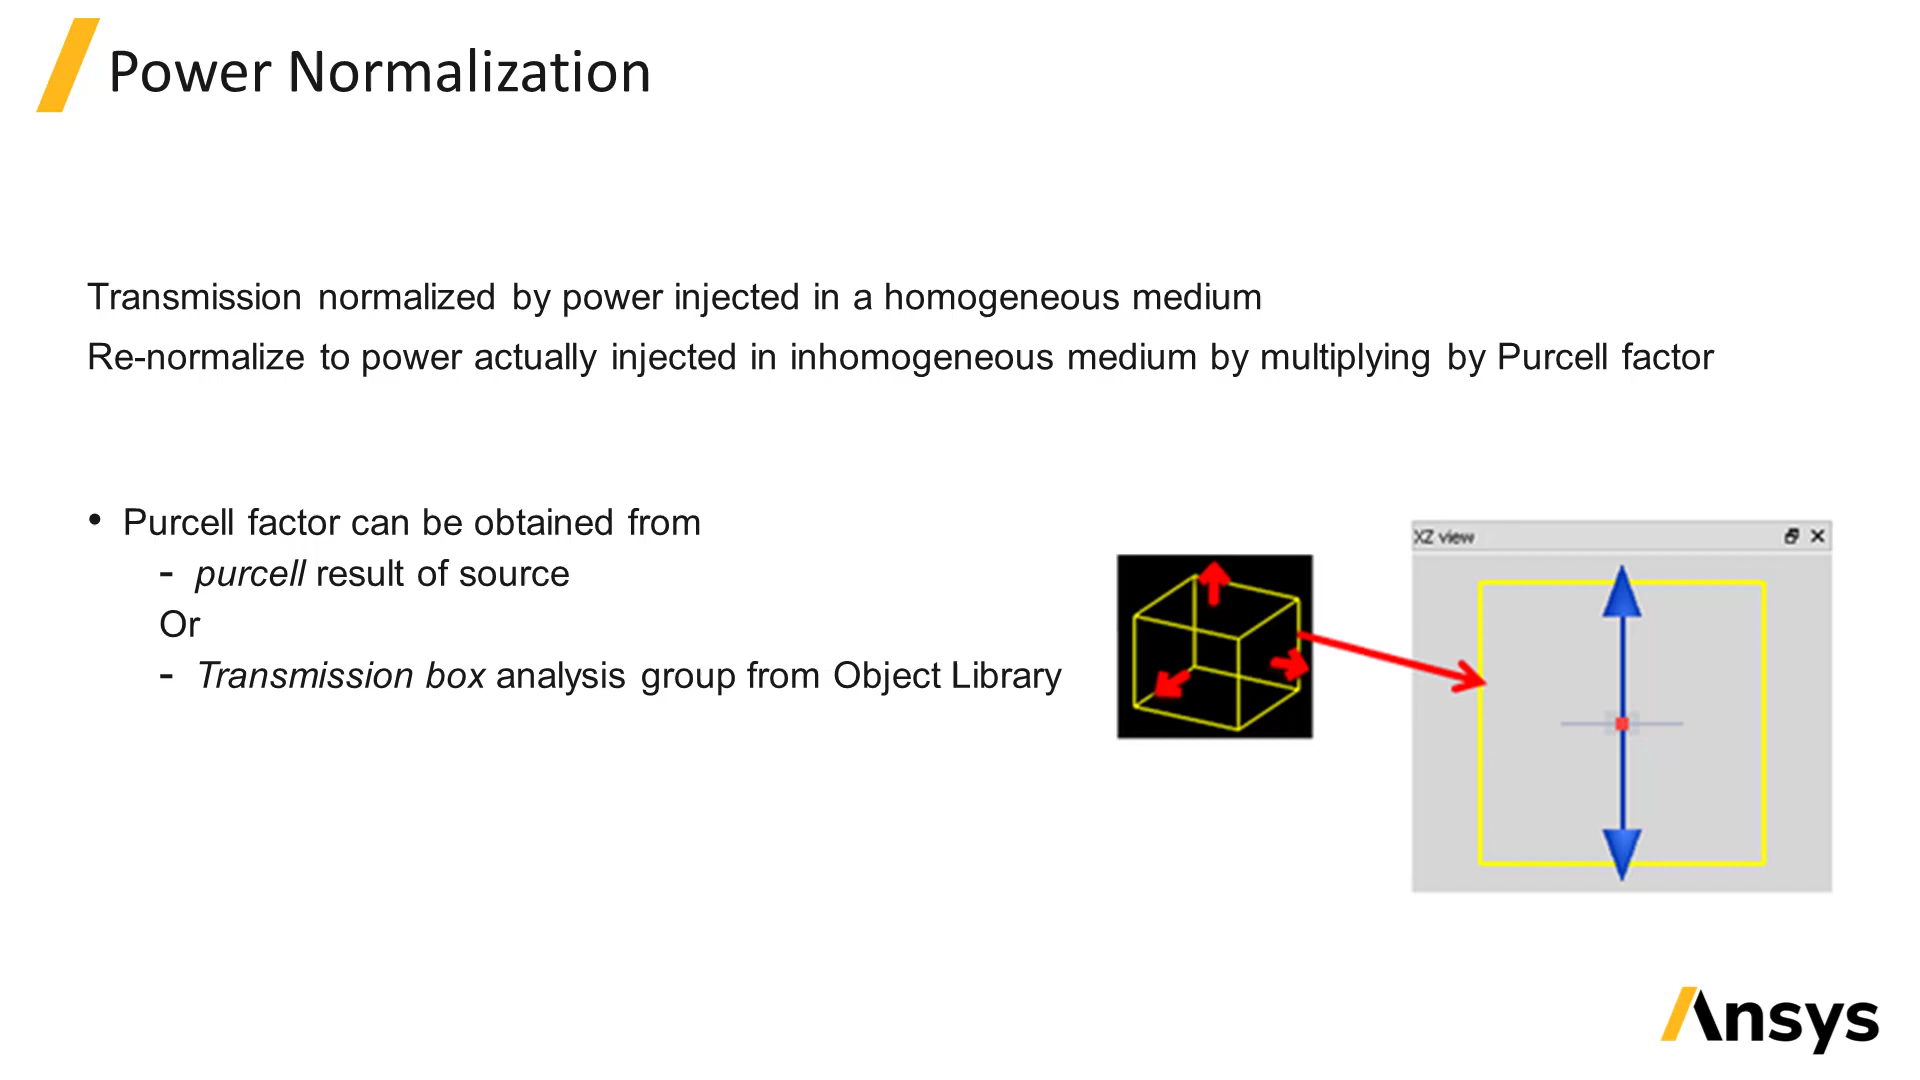 Power Normalization
Transmission normalized by power injected in a homogeneous medium
Re-normalize to power actually injected in inhomogeneous medium by multiplying by Purcell factor
• Purcell factor can be obtained from
- purcell result of source
Or
- Transmission box analysis group from Object Library
XZ view
Ansys